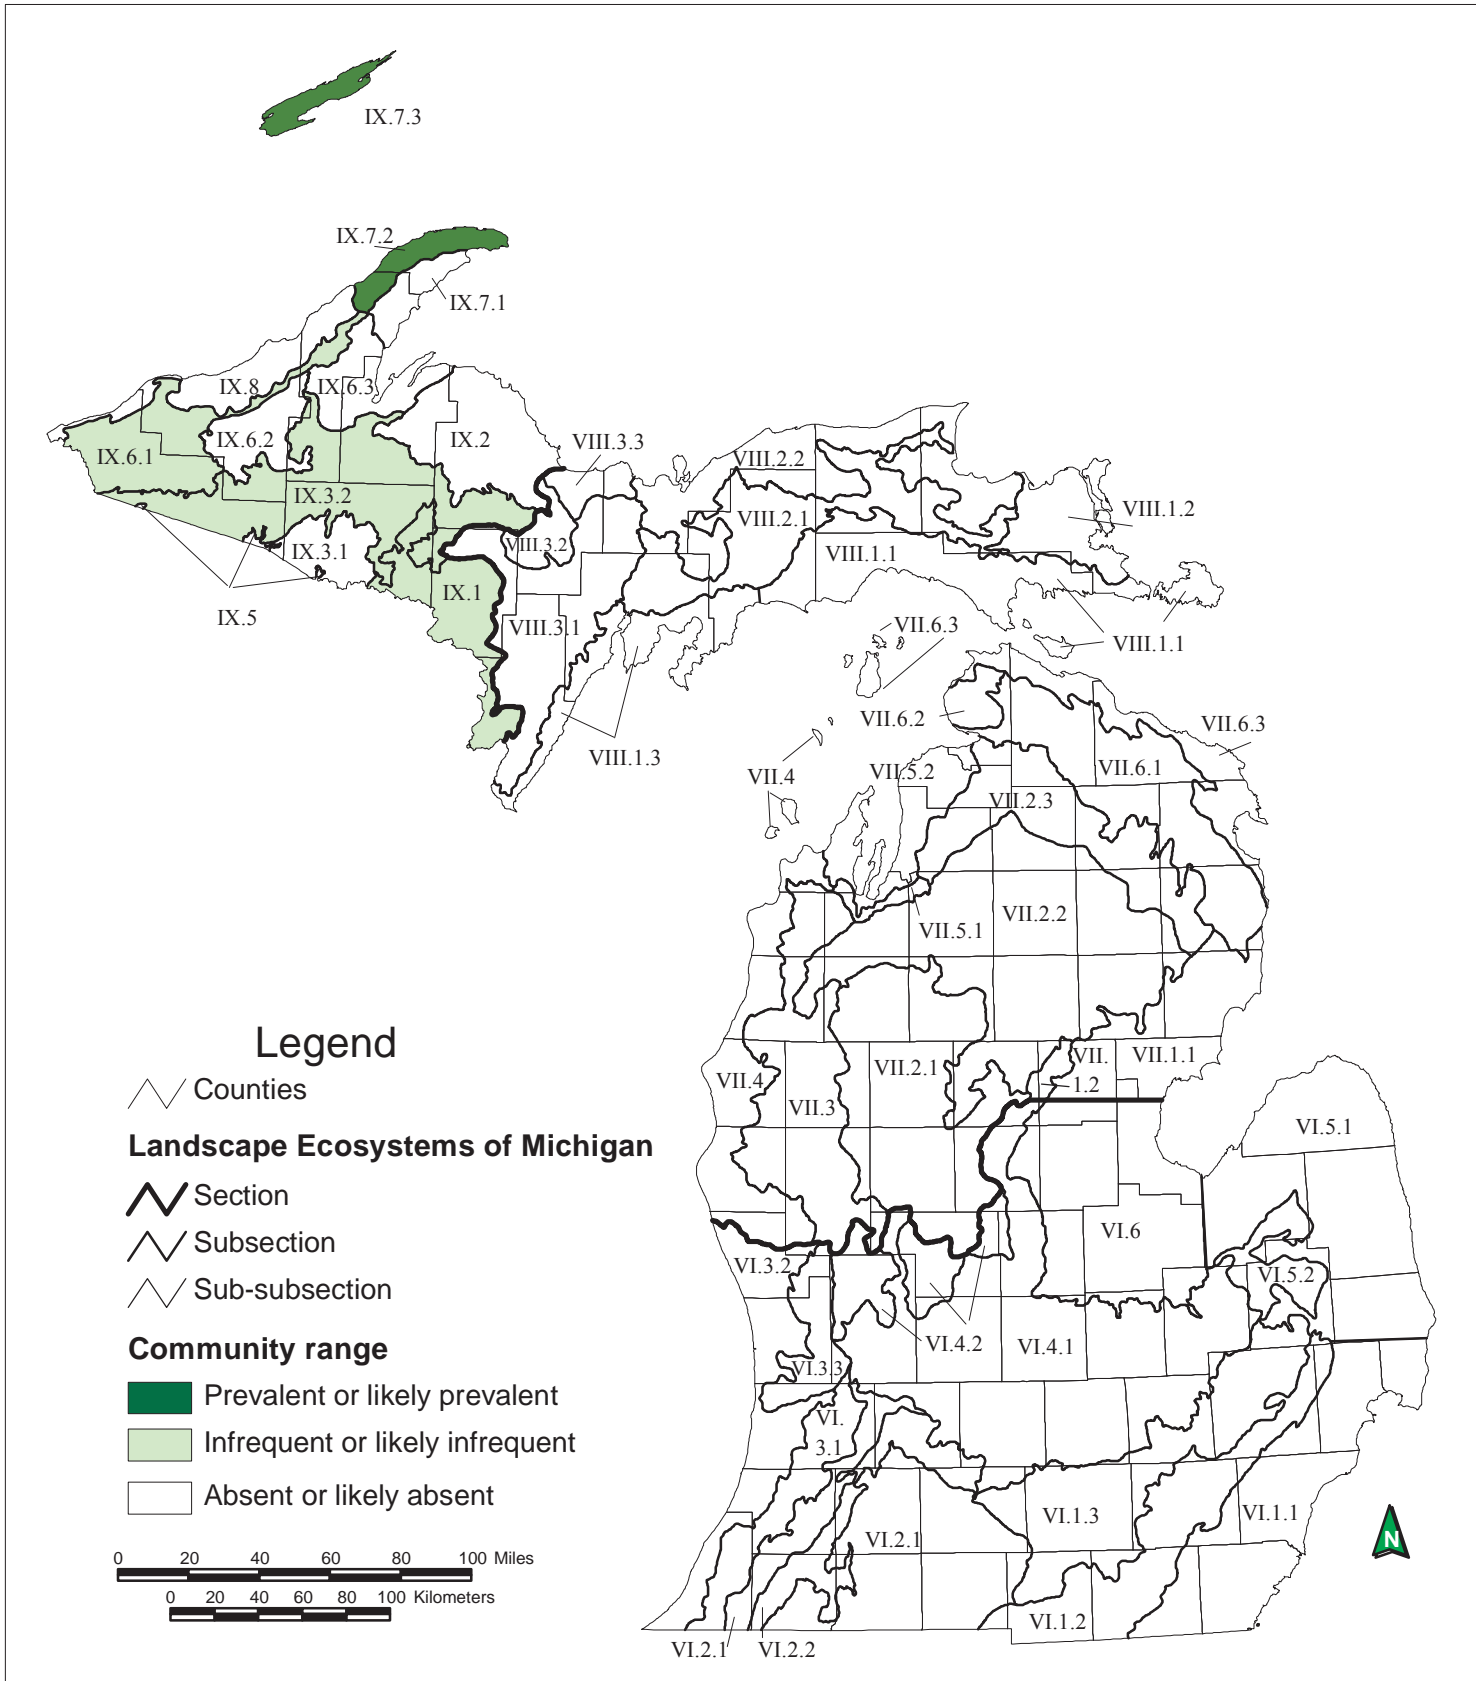 IX.7.3
IX.7.2
IX.7.1
IX.8
IX.6.3
IX.6.2
IX.2
IX.6.1
VIII.3.3
VIII.2.2
IX.3.2
VIII.2.1
VIII.1.2
IX.3.1
VIII.3.2
VIII.1.1
IX.1
IX.5
VIII.3.1
VII.6.3
VIII.1.1
VII.6.2
VII.6.3
VIII.1.3
VII.4
VII.5.2
VII.6.1
VII.2.3
VII.2.2
VII.5.1
VII.4
VII.3
VII.2.1
VII.
1.2
VII.1.1
VI.5.1
VI.6
VI.3.2
VI.5.2
VI.4.2
VI.4.1
VI.3.3
VI.
3.1
VI.1.3
VI.1.1
VI.2.1
VI.1.2
VI.2.1
VI.2.2
Legend
Counties
Landscape Ecosystems of Michigan
Section
Subsection
Sub-subsection
Community range
Prevalent or likely prevalent
Infrequent or likely infrequent
Absent or likely absent
0 20 40 60 80 100 Miles
0 20 40 60 80 100 Kilometers
N